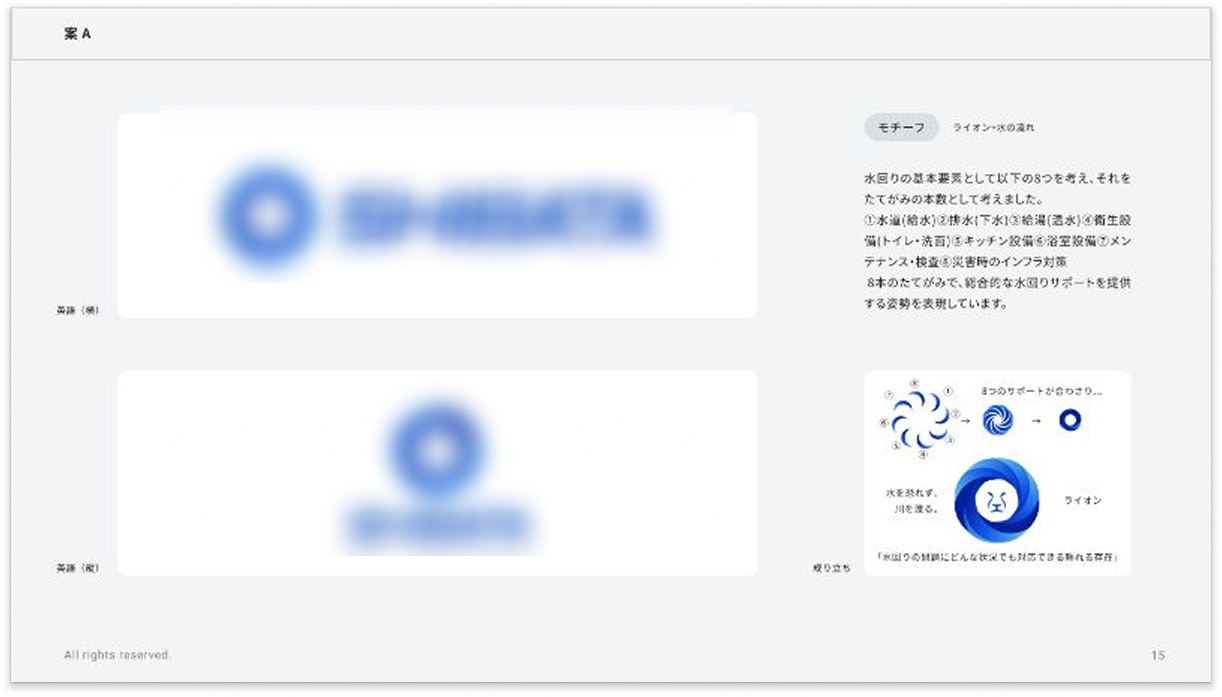 案 A
英語（横）
モチーフ
ライオン+水の流れ
水回りの基本要素として以下の8つを考え、それを
たてがみの本数として考えました。
①水道(給水)②排水(下水)③給湯(温水)④衛生設
備(トイレ・洗面)⑤キッチン設備⑥浴室設備⑦メン
テナンス・検査⑧災害時のインフラ対策
8本のたてがみで、総合的な水回りサポートを提供
する姿勢を表現しています。
英語（縦）
8つのサポートが合わさり...
⑧
①
⑦
②
→
→
⑥
⑤
④
水を恐れず、
川を渡る。
ライオン
「水回りの問題にどんな状況でも対応できる頼れる存在」
成り立ち
All rights reserved.
15